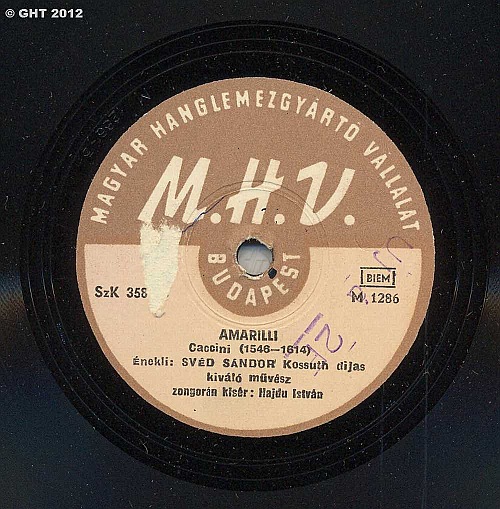 © GHT 2012
MAGYAR HANGLEMEZGYÁRTÓ VÁLLALAT
M.H.V.
BUDAPEST
SzK 358
BIEM
M 1286
AMARILLI
Caccini (1546—1614)
Énekli: SVÉD SÁNDOR Kossuth díjas
kiváló művész
zongorán kisér: Hajdu István